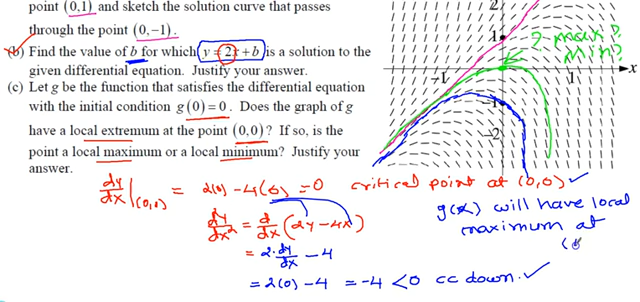 point (0,1) and sketch the solution curve that passes
through the point (0,−1).
(b) Find the value of b for which y = 2x + b is a solution to the
given differential equation. Justify your answer.
(c) Let g be the function that satisfies the differential equation
with the initial condition g(0) = 0. Does the graph of g
have a local extremum at the point (0,0)? If so, is the
point a local maximum or a local minimum? Justify your
answer.
2
? max?
min?
-1
1
1
x
-1
-2
dy/dx |(0,0) = 2(0) − 4(0) = 0 critical point at (0,0) ✓
d²y/dx² = d/dx (2y − 4x)
= 2·dy/dx − 4
= 2(0) − 4 = −4 < 0 cc down. ✓
g(x) will have local
maximum at